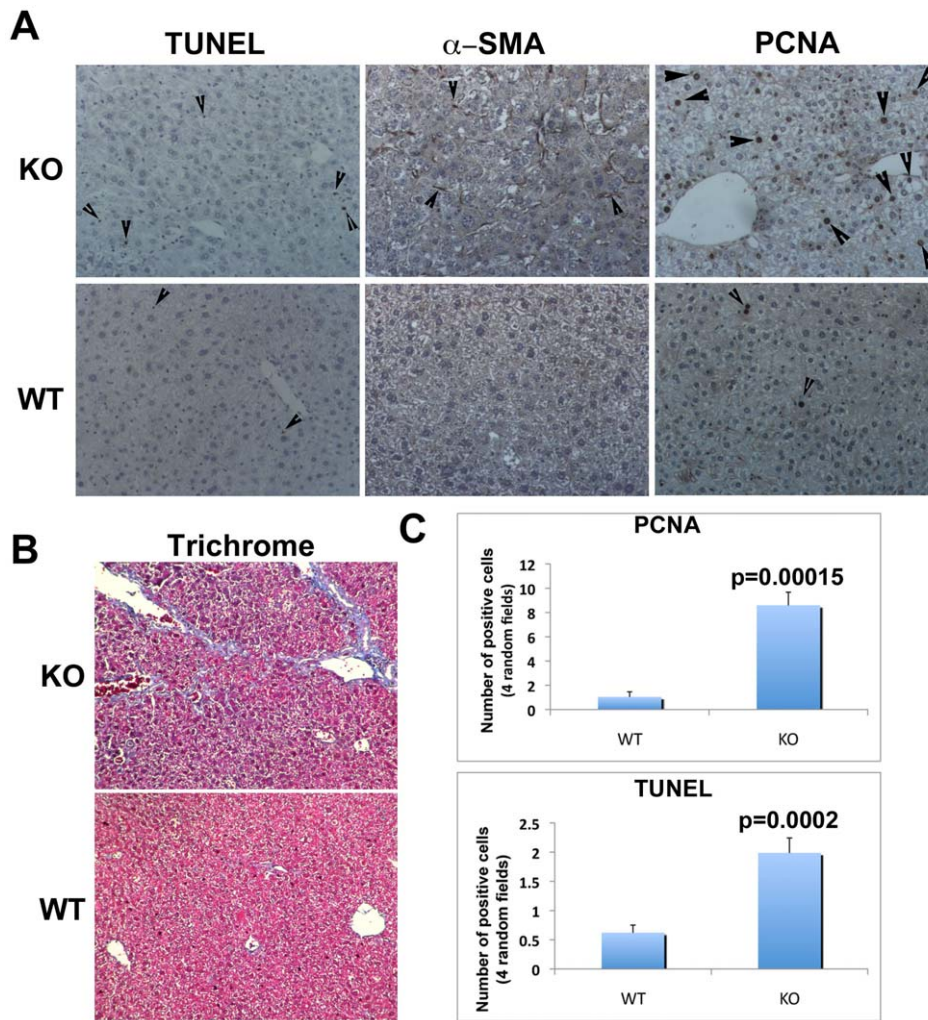 A
TUNEL
α-SMA
PCNA
KO
WT
B
Trichrome
KO
WT
C
PCNA
Number of positive cells
(4 random fields)
12
10
8
6
4
2
0
p=0.00015
WT
KO
TUNEL
Number of positive cells
(4 random fields)
2.5
2
1.5
1
0.5
0
p=0.0002
WT
KO